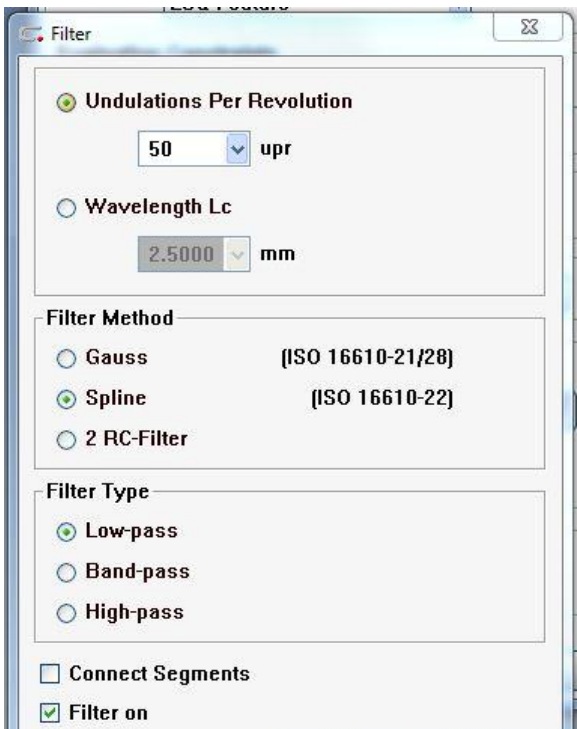 Filter
Undulations Per Revolution
50 upr
Wavelength Lc
2.5000 mm
Filter Method
Gauss (ISO 16610-21/28)
Spline (ISO 16610-22)
2 RC-Filter
Filter Type
Low-pass
Band-pass
High-pass
Connect Segments
Filter on